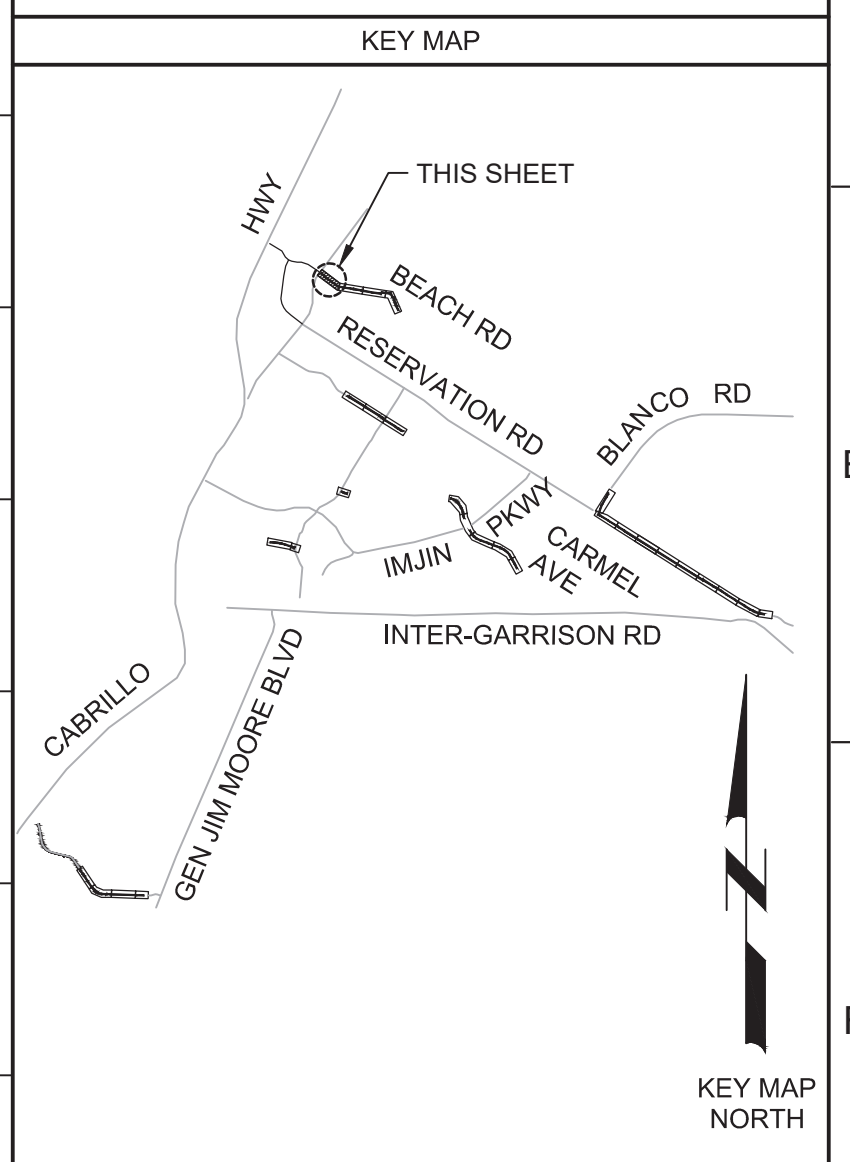 KEY MAP
THIS SHEET
HWY
BEACH RD
RESERVATION RD
BLANCO RD
IMJIN PKWY
CARMEL
AVE
INTER-GARRISON RD
CABRILLO
GEN JIM MOORE BLVD
KEY MAP
NORTH